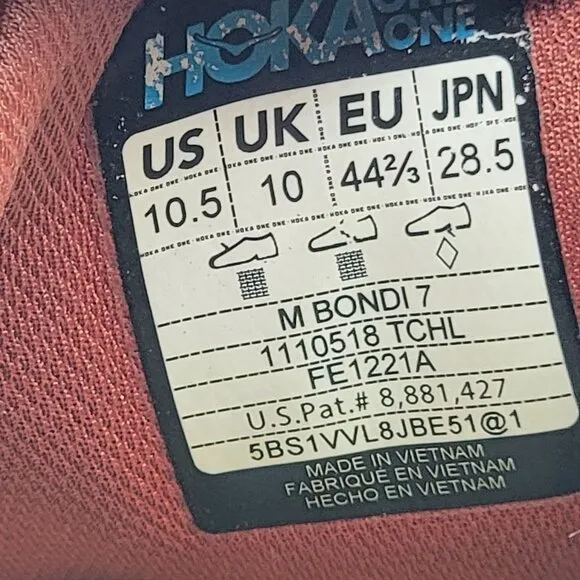 HOKA ONE ONE
US UK EU JPN
10.5 10 44⅔ 28.5
M BONDI 7
1110518 TCHL
FE1221A
U.S.Pat.# 8,881,427
5BS1VVL8JBE51@1
MADE IN VIETNAM
FABRIQUE EN VIETNAM
HECHO EN VIETNAM